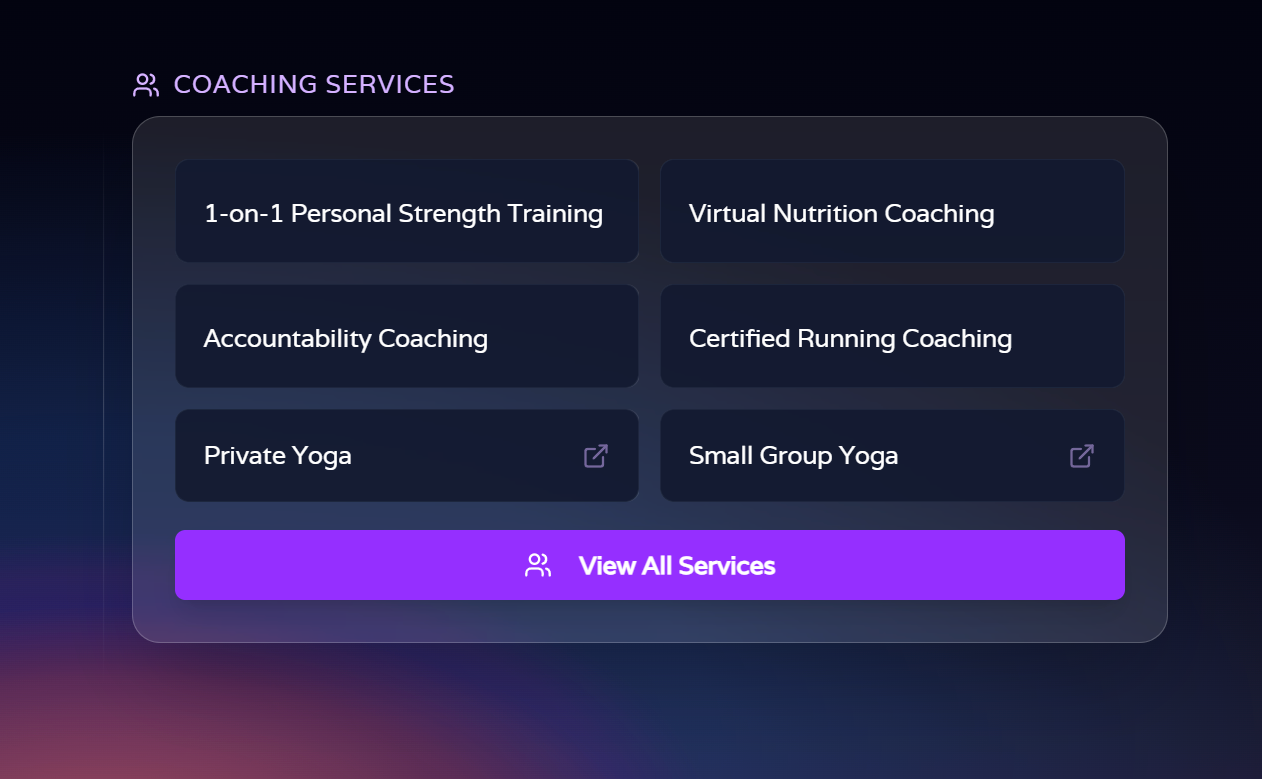 COACHING SERVICES
1-on-1 Personal Strength Training
Virtual Nutrition Coaching
Accountability Coaching
Certified Running Coaching
Private Yoga
Small Group Yoga
View All Services